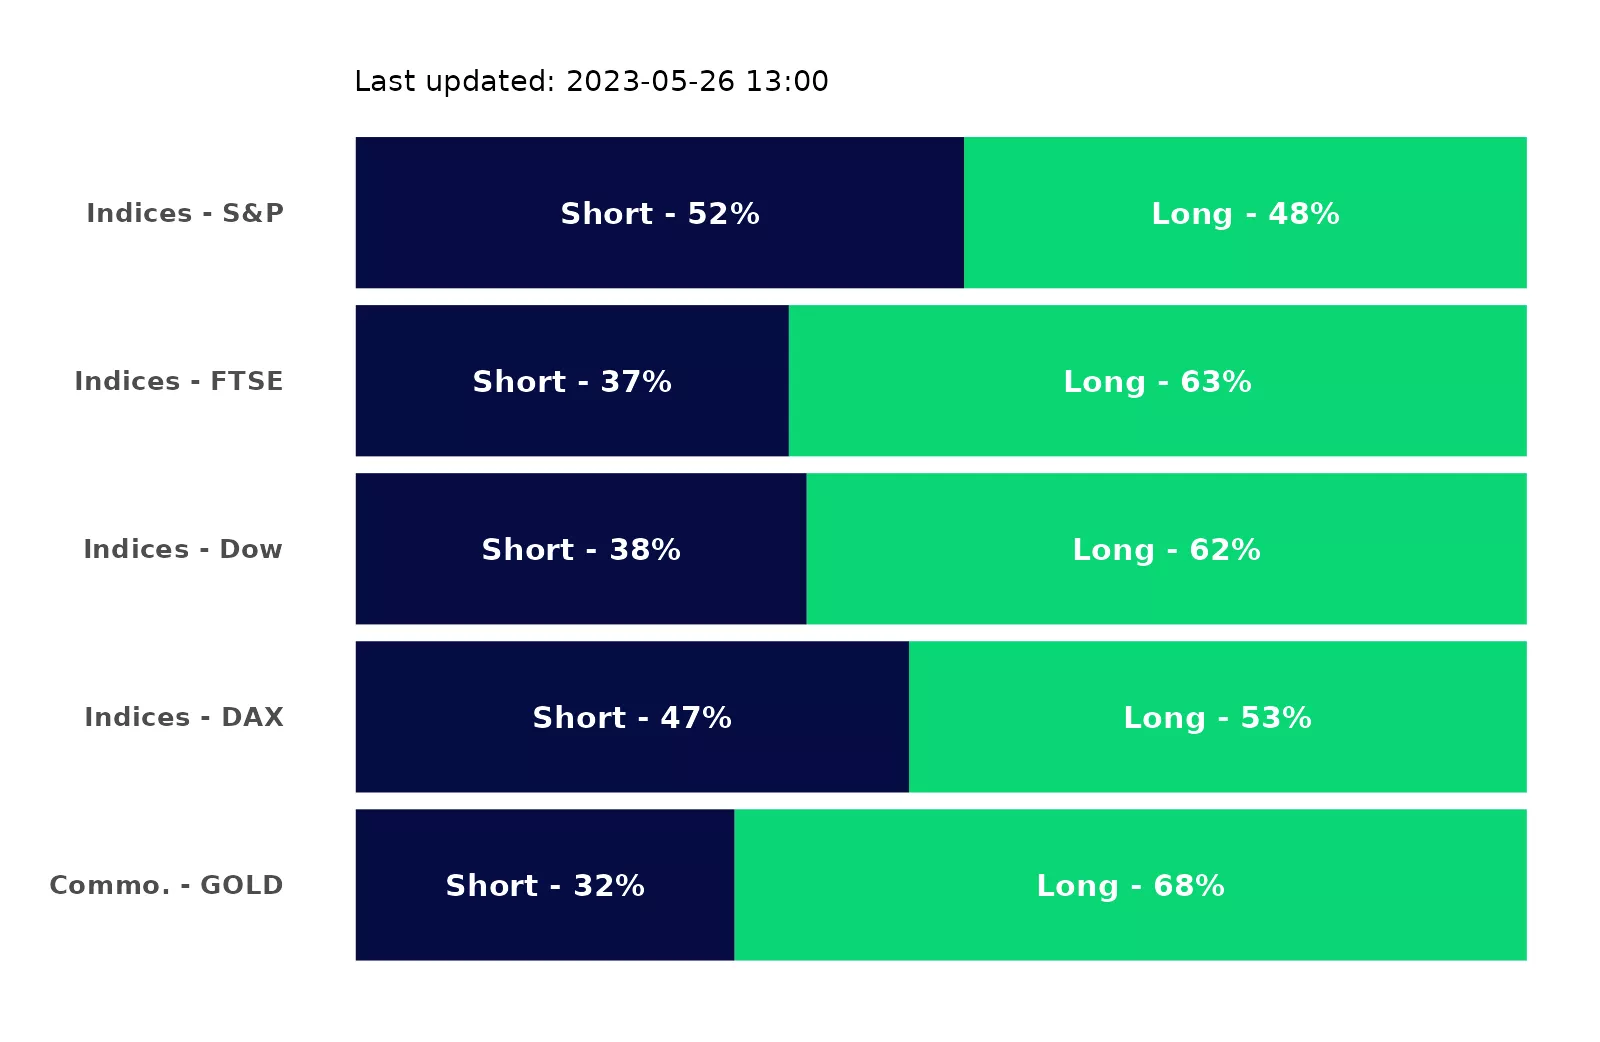 Last updated: 2023-05-26 13:00
Indices - S&P Short - 52% Long - 48%
Indices - FTSE Short - 37% Long - 63%
Indices - Dow Short - 38% Long - 62%
Indices - DAX Short - 47% Long - 53%
Commo. - GOLD Short - 32% Long - 68%